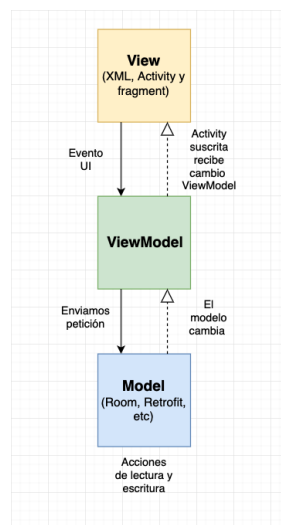 View
(XML, Activity y
fragment)
Evento
UI
Activity
suscrita
recibe
cambio
ViewModel
ViewModel
Enviamos
petición
El
modelo
cambia
Model
(Room, Retrofit,
etc)
Acciones
de lectura y
escritura